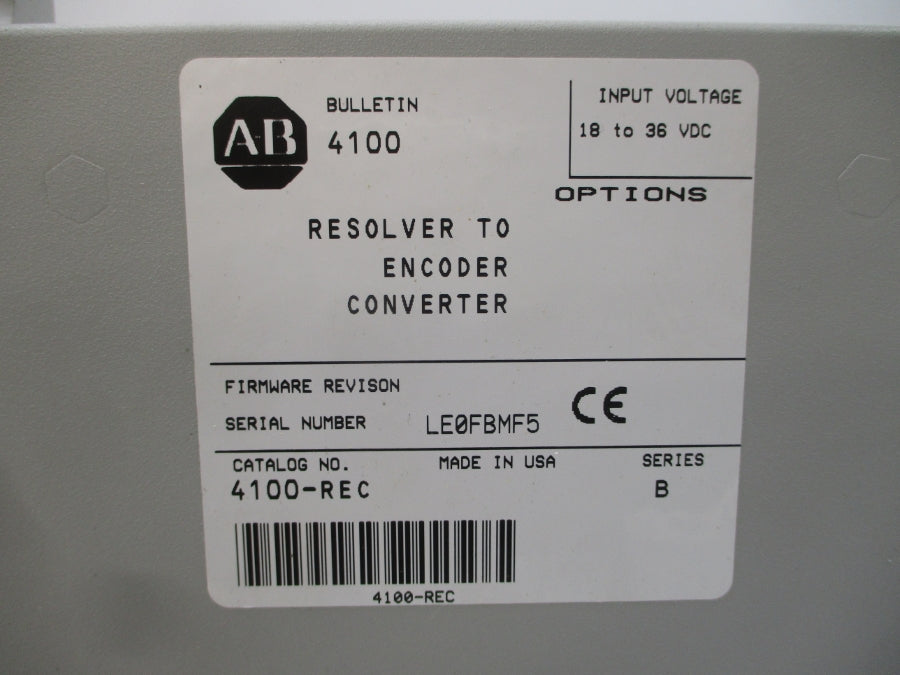 AB
BULLETIN
4100
INPUT VOLTAGE
18 to 36 VDC
OPTIONS
RESOLVER TO
ENCODER
CONVERTER
FIRMWARE REVISON
SERIAL NUMBER LE0FBMF5 CE
CATALOG NO. MADE IN USA SERIES
4100-REC B
4100-REC